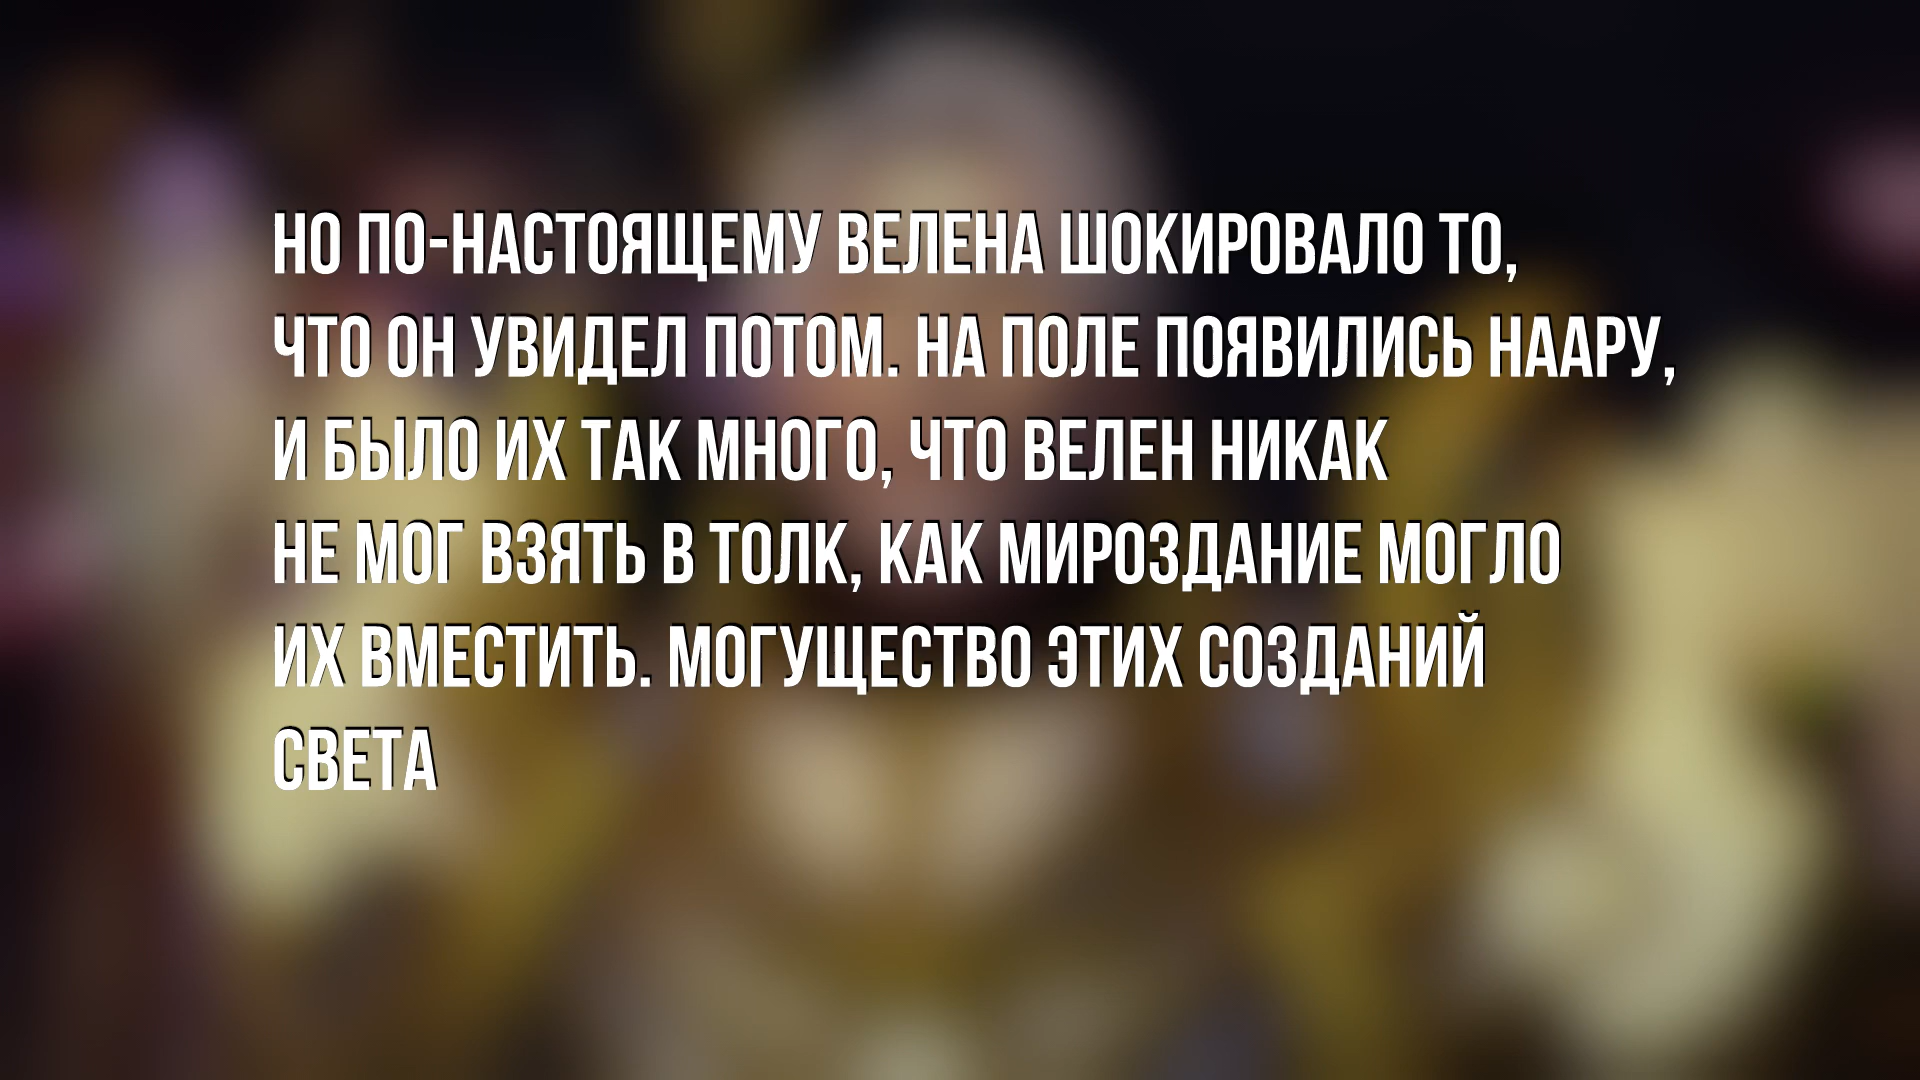 НО ПО-НАСТОЯЩЕМУ ВЕЛЕНА ШОКИРОВАЛО ТО,
ЧТО ОН УВИДЕЛ ПОТОМ. НА ПОЛЕ ПОЯВИЛИСЬ НААРУ,
И БЫЛО ИХ ТАК МНОГО, ЧТО ВЕЛЕН НИКАК
НЕ МОГ ВЗЯТЬ В ТОЛК, КАК МИРОЗДАНИЕ МОГЛО
ИХ ВМЕСТИТЬ. МОГУЩЕСТВО ЭТИХ СОЗДАНИЙ
СВЕТА